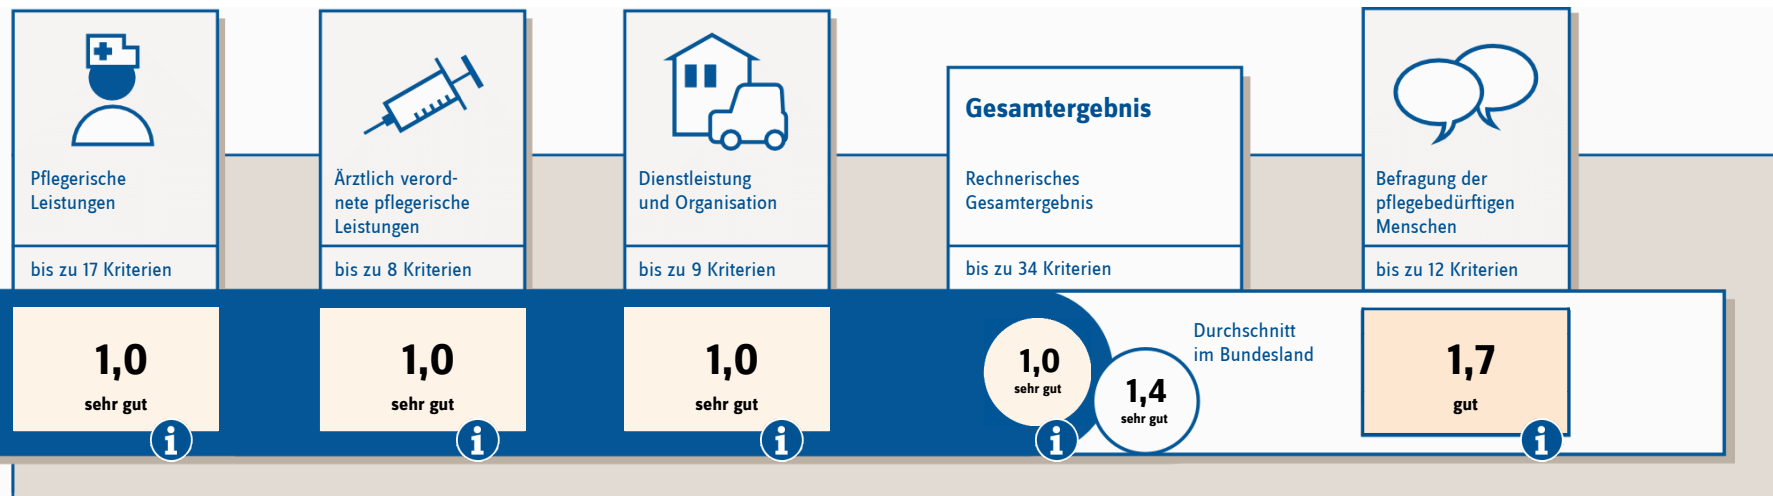 Pflegerische
Leistungen
bis zu 17 Kriterien
1,0
sehr gut
i
Ärztlich verord-
nete pflegerische
Leistungen
bis zu 8 Kriterien
1,0
sehr gut
i
Dienstleistung
und Organisation
bis zu 9 Kriterien
1,0
sehr gut
i
Gesamtergebnis
Rechnerisches
Gesamtergebnis
bis zu 34 Kriterien
1,0
sehr gut
i
1,4
sehr gut
Durchschnitt
im Bundesland
Befragung der
pflegebedürftigen
Menschen
bis zu 12 Kriterien
1,7
gut
i